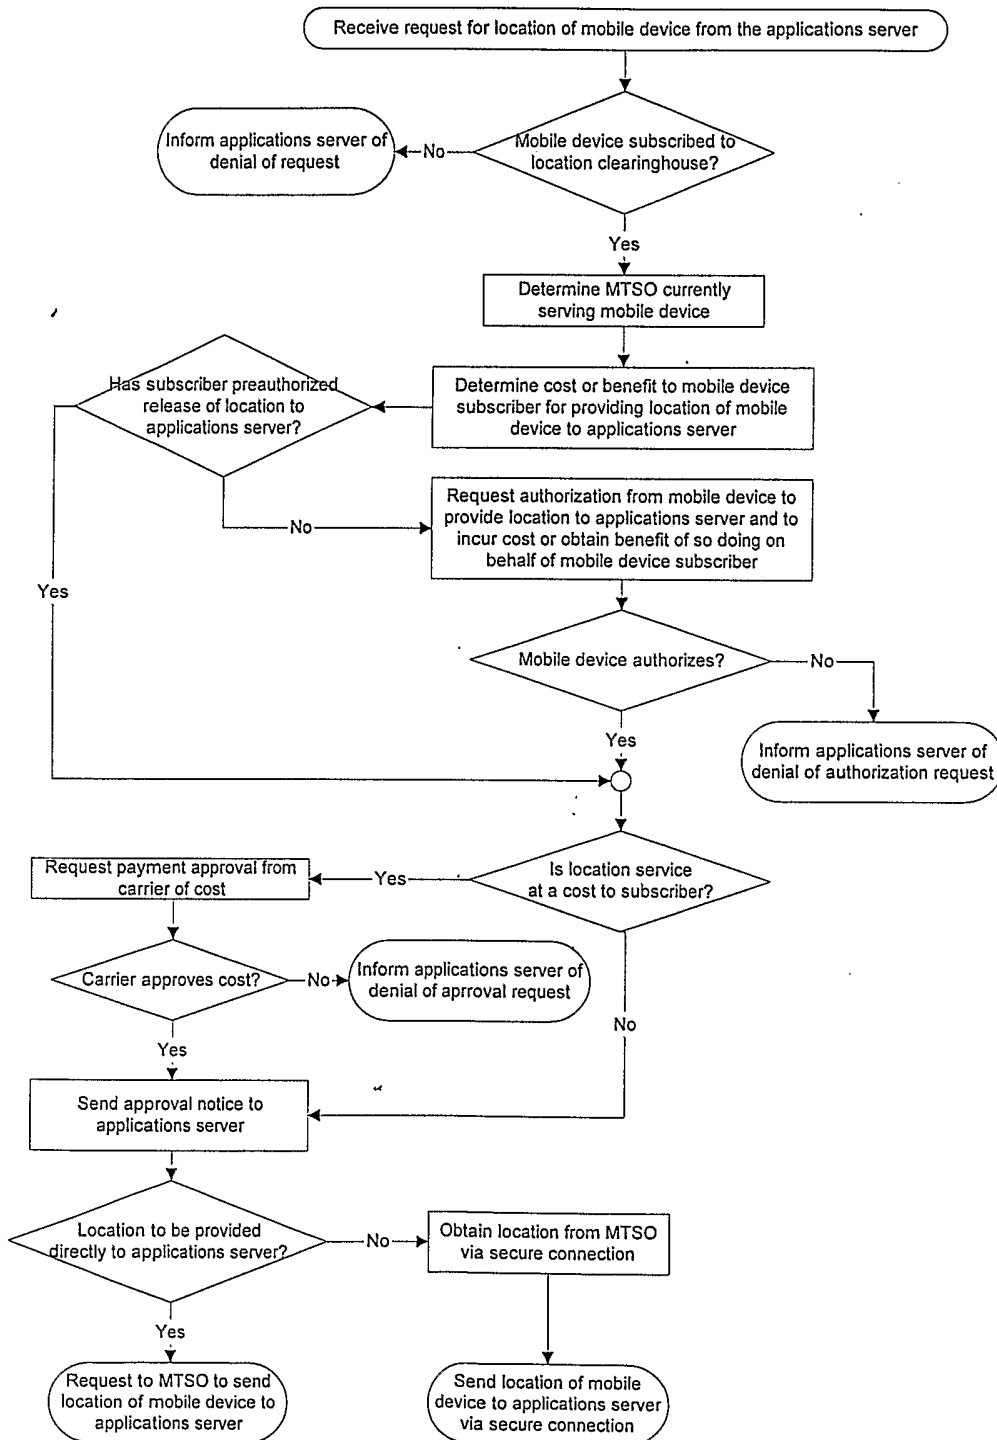 Receive request for location of mobile device from the applications server
Mobile device subscribed to
location clearinghouse?
No
Inform applications server of
denial of request
Yes
Determine MTSO currently
serving mobile device
Determine cost or benefit to mobile device
subscriber for providing location of mobile
device to applications server
Has subscriber preauthorized
release of location to
applications server?
No
Request authorization from mobile device to
provide location to applications server and to
incur cost or obtain benefit of so doing on
behalf of mobile device subscriber
Yes
Mobile device authorizes?
No
Inform applications server of
denial of authorization request
Yes
Is location service
at a cost to subscriber?
Yes
Request payment approval from
carrier of cost
Carrier approves cost?
No
Inform applications server of
denial of aprroval request
No
Yes
Send approval notice to
applications server
Location to be provided
directly to applications server?
No
Obtain location from MTSO
via secure connection
Yes
Request to MTSO to send
location of mobile device to
applications server
Send location of mobile
device to applications server
via secure connection